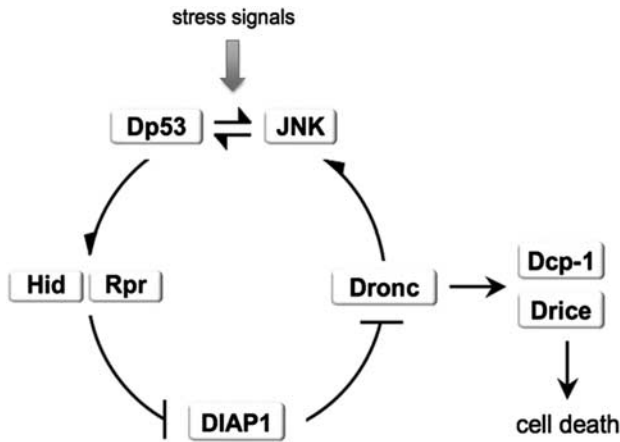 stress signals
Dp53
JNK
Hid
Rpr
Dronc
Dcp-1
Drice
DIAP1
cell death